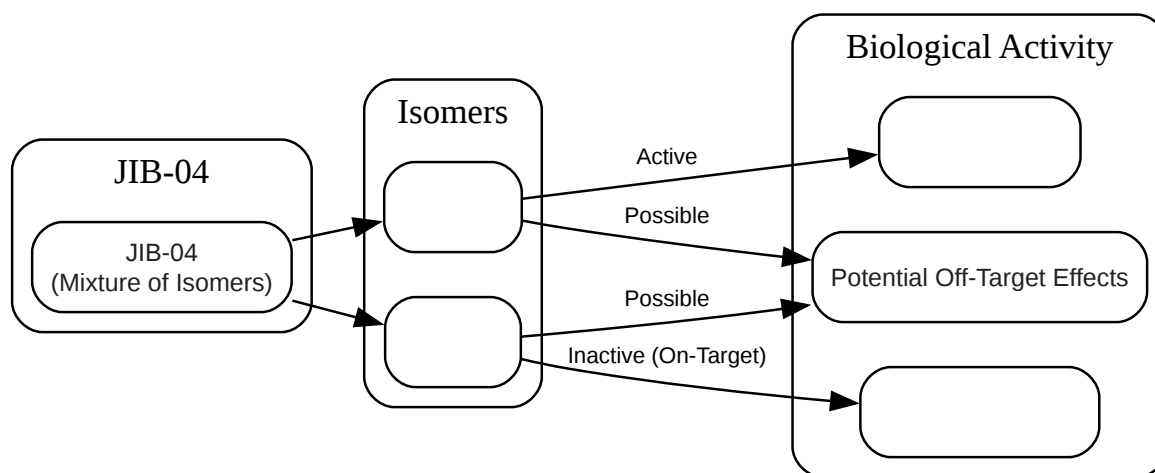 JIB-04
JIB-04
(Mixture of Isomers)
Isomers
Active
Possible
Possible
Inactive (On-Target)
Biological Activity
Potential Off-Target Effects